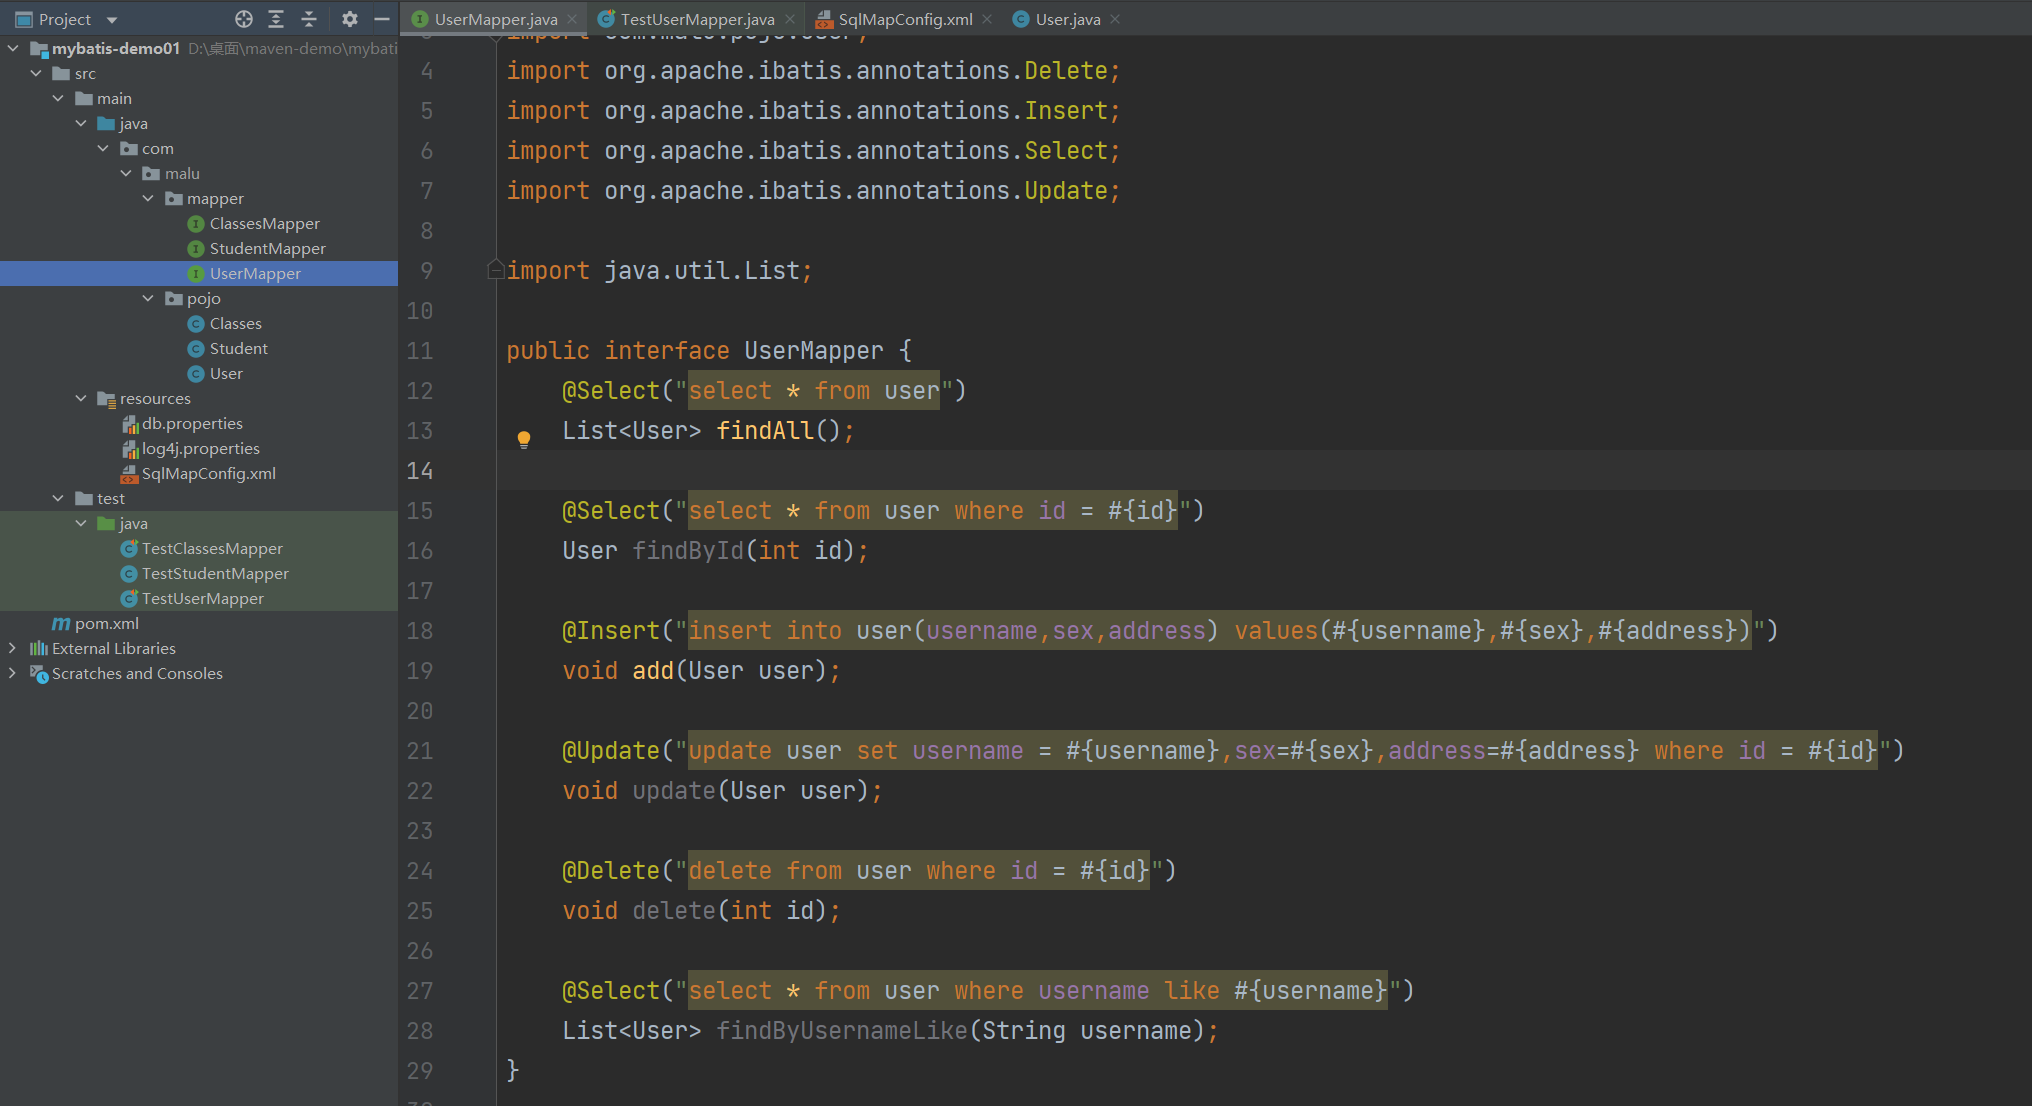 Project
mybatis-demo01 D:\桌面\maven-demo\mybati
src
main
java
com
malu
mapper
ClassesMapper
StudentMapper
UserMapper
pojo
Classes
Student
User
resources
db.properties
log4j.properties
SqlMapConfig.xml
test
java
TestClassesMapper
TestStudentMapper
TestUserMapper
pom.xml
External Libraries
Scratches and Consoles
UserMapper.java
TestUserMapper.java
SqlMapConfig.xml
User.java
3 import com.malu.pojo.User;
4 import org.apache.ibatis.annotations.Delete;
5 import org.apache.ibatis.annotations.Insert;
6 import org.apache.ibatis.annotations.Select;
7 import org.apache.ibatis.annotations.Update;
8
9 import java.util.List;
10
11 public interface UserMapper {
12 @Select("select * from user")
13 List<User> findAll();
14
15 @Select("select * from user where id = #{id}")
16 User findById(int id);
17
18 @Insert("insert into user(username,sex,address) values(#{username},#{sex},#{address})")
19 void add(User user);
20
21 @Update("update user set username = #{username},sex=#{sex},address=#{address} where id = #{id}")
22 void update(User user);
23
24 @Delete("delete from user where id = #{id}")
25 void delete(int id);
26
27 @Select("select * from user where username like #{username}")
28 List<User> findByUsernameLike(String username);
29 }
30